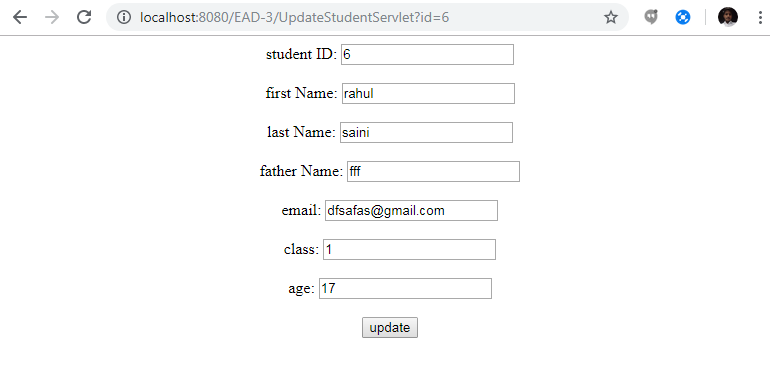 localhost:8080/EAD-3/UpdateStudentServlet?id=6
student ID: 6
first Name: rahul
last Name: saini
father Name: fff
email: dfsafas@gmail.com
class: 1
age: 17
update